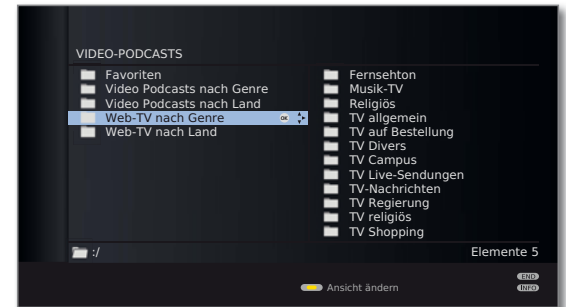 VIDEO-PODCASTS
Favoriten
Video Podcasts nach Genre
Video Podcasts nach Land
Web-TV nach Genre OK
Web-TV nach Land
Fernsehton
Musik-TV
Religiös
TV allgemein
TV auf Bestellung
TV Divers
TV Campus
TV Live-Sendungen
TV-Nachrichten
TV Regierung
TV religiös
TV Shopping
:/
Elemente 5
END
Ansicht ändern
INFO